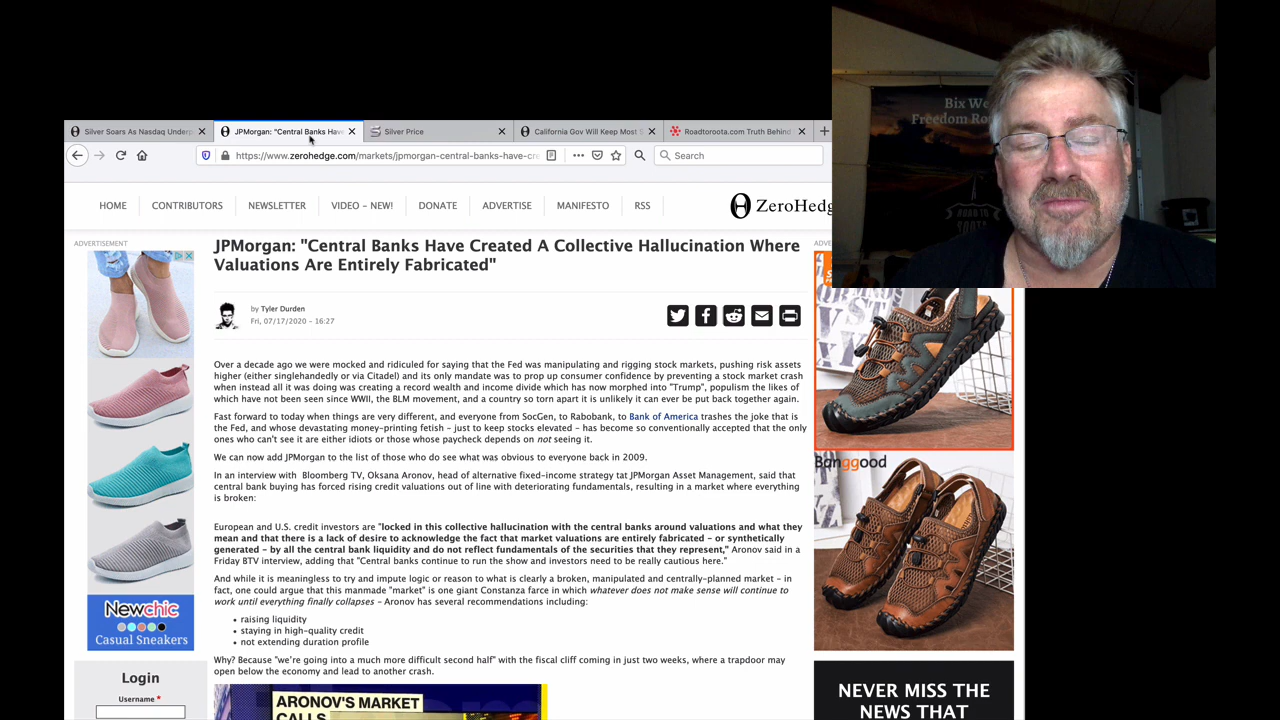 Bix We
Freedom Ro
ROAD TO
Silver Soars As Nasdaq Underp
JPMorgan: "Central Banks Have
Silver Price
California Gov Will Keep Most S
Roadtoroota.com Truth Behind
https://www.zerohedge.com/markets/jpmorgan-central-banks-have-cre
Search
HOME
CONTRIBUTORS
NEWSLETTER
VIDEO - NEW!
DONATE
ADVERTISE
MANIFESTO
RSS
ZeroHedg
ADVERTISEMENT
ADVE
JPMorgan: "Central Banks Have Created A Collective Hallucination Where
Valuations Are Entirely Fabricated"
by Tyler Durden
Fri, 07/17/2020 - 16:27
Over a decade ago we were mocked and ridiculed for saying that the Fed was manipulating and rigging stock markets, pushing risk assets
higher (either singlehandedly or via Citadel) and its only mandate was to prop up consumer confidence by preventing a stock market crash
when instead all it was doing was creating a record wealth and income divide which has now morphed into "Trump", populism the likes of
which have not been seen since WWII, the BLM movement, and a country so torn apart it is unlikely it can ever be put back together again.
Fast forward to today when things are very different, and everyone from SocGen, to Rabobank, to Bank of America trashes the joke that is
the Fed, and whose devastating money-printing fetish - just to keep stocks elevated - has become so conventionally accepted that the only
ones who can't see it are either idiots or those whose paycheck depends on not seeing it.
We can now add JPMorgan to the list of those who do see what was obvious to everyone back in 2009.
In an interview with Bloomberg TV, Oksana Aronov, head of alternative fixed-income strategy tat JPMorgan Asset Management, said that
central bank buying has forced rising credit valuations out of line with deteriorating fundamentals, resulting in a market where everything
is broken:
European and U.S. credit investors are "locked in this collective hallucination with the central banks around valuations and what they
mean and that there is a lack of desire to acknowledge the fact that market valuations are entirely fabricated - or synthetically
generated - by all the central bank liquidity and do not reflect fundamentals of the securities that they represent," Aronov said in a
Friday BTV interview, adding that "Central banks continue to run the show and investors need to be really cautious here."
And while it is meaningless to try and impute logic or reason to what is clearly a broken, manipulated and centrally-planned market - in
fact, one could argue that this manmade "market" is one giant Constanza farce in which whatever does not make sense will continue to
work until everything finally collapses - Aronov has several recommendations including:
• raising liquidity
• staying in high-quality credit
• not extending duration profile
Why? Because "we're going into a much more difficult second half" with the fiscal cliff coming in just two weeks, where a trapdoor may
open below the economy and lead to another crash.
ARONOV'S MARKET
CALLS
Newchic
Casual Sneakers
Login
Username *
Banggood
NEVER MISS THE
NEWS THAT